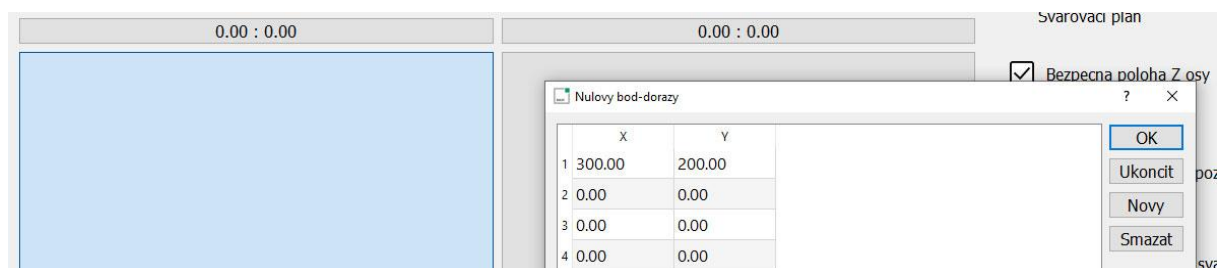 Svarovaci plan
0.00 : 0.00
0.00 : 0.00
Bezpecna poloha Z osy
Nulovy bod-dorazy
?
X Y
OK
1 300.00 200.00
Ukoncit
poz
2 0.00 0.00
Novy
3 0.00 0.00
Smazat
4 0.00 0.00
sva